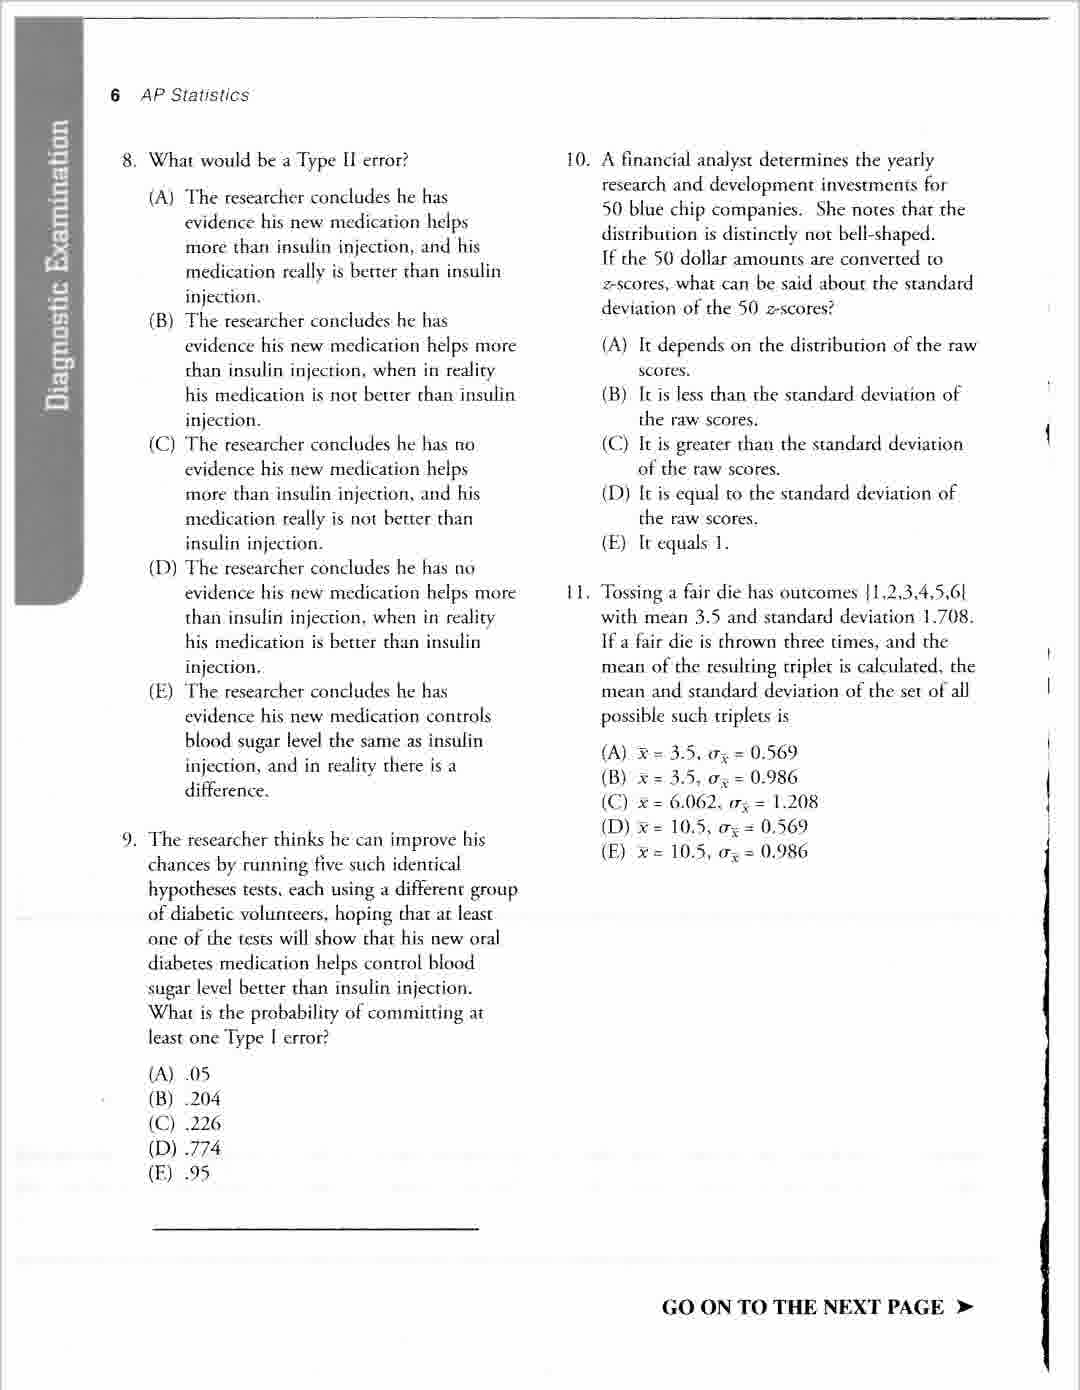 Diagnostic Examination
6 AP Statistics
8. What would be a Type II error?
(A) The researcher concludes he has
evidence his new medication helps
more than insulin injection, and his
medication really is better than insulin
injection.
(B) The researcher concludes he has
evidence his new medication helps more
than insulin injection, when in reality
his medication is not better than insulin
injection.
(C) The researcher concludes he has no
evidence his new medication helps
more than insulin injection, and his
medication really is not better than
insulin injection.
(D) The researcher concludes he has no
evidence his new medication helps more
than insulin injection, when in reality
his medication is better than insulin
injection.
(E) The researcher concludes he has
evidence his new medication controls
blood sugar level the same as insulin
injection, and in reality there is a
difference.
9. The researcher thinks he can improve his
chances by running five such identical
hypotheses tests, each using a different group
of diabetic volunteers, hoping that at least
one of the tests will show that his new oral
diabetes medication helps control blood
sugar level better than insulin injection.
What is the probability of committing at
least one Type I error?
(A) .05
(B) .204
(C) .226
(D) .774
(E) .95
10. A financial analyst determines the yearly
research and development investments for
50 blue chip companies. She notes that the
distribution is distinctly not bell-shaped.
If the 50 dollar amounts are converted to
z-scores, what can be said about the standard
deviation of the 50 z-scores?
(A) It depends on the distribution of the raw
scores.
(B) It is less than the standard deviation of
the raw scores.
(C) It is greater than the standard deviation
of the raw scores.
(D) It is equal to the standard deviation of
the raw scores.
(E) It equals 1.
11. Tossing a fair die has outcomes {1,2,3,4,5,6}
with mean 3.5 and standard deviation 1.708.
If a fair die is thrown three times, and the
mean of the resulting triplet is calculated, the
mean and standard deviation of the set of all
possible such triplets is
(A) x̄ = 3.5, σx̄ = 0.569
(B) x̄ = 3.5, σx̄ = 0.986
(C) x̄ = 6.062, σx̄ = 1.208
(D) x̄ = 10.5, σx̄ = 0.569
(E) x̄ = 10.5, σx̄ = 0.986
GO ON TO THE NEXT PAGE ➤